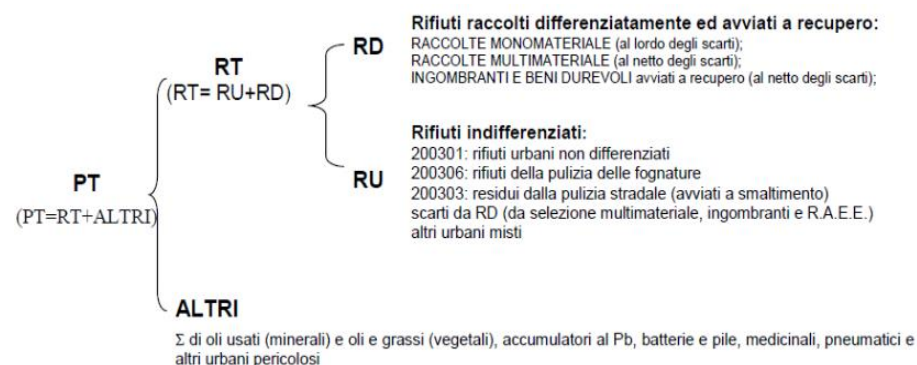 PT
(PT=RT+ALTRI)
RT
(RT= RU+RD)
RD
Rifiuti raccolti differenziatamente ed avviati a recupero:
RACCOLTE MONOMATERIALE (al lordo degli scarti);
RACCOLTE MULTIMATERIALE (al netto degli scarti);
INGOMBRANTI E BENI DUREVOLI avviati a recupero (al netto degli scarti);
RU
Rifiuti indifferenziati:
200301: rifiuti urbani non differenziati
200306: rifiuti della pulizia delle fognature
200303: residui dalla pulizia stradale (avviati a smaltimento)
scarti da RD (da selezione multimateriale, ingombranti e R.A.E.E.)
altri urbani misti
ALTRI
Σ di oli usati (minerali) e oli e grassi (vegetali), accumulatori al Pb, batterie e pile, medicinali, pneumatici e
altri urbani pericolosi